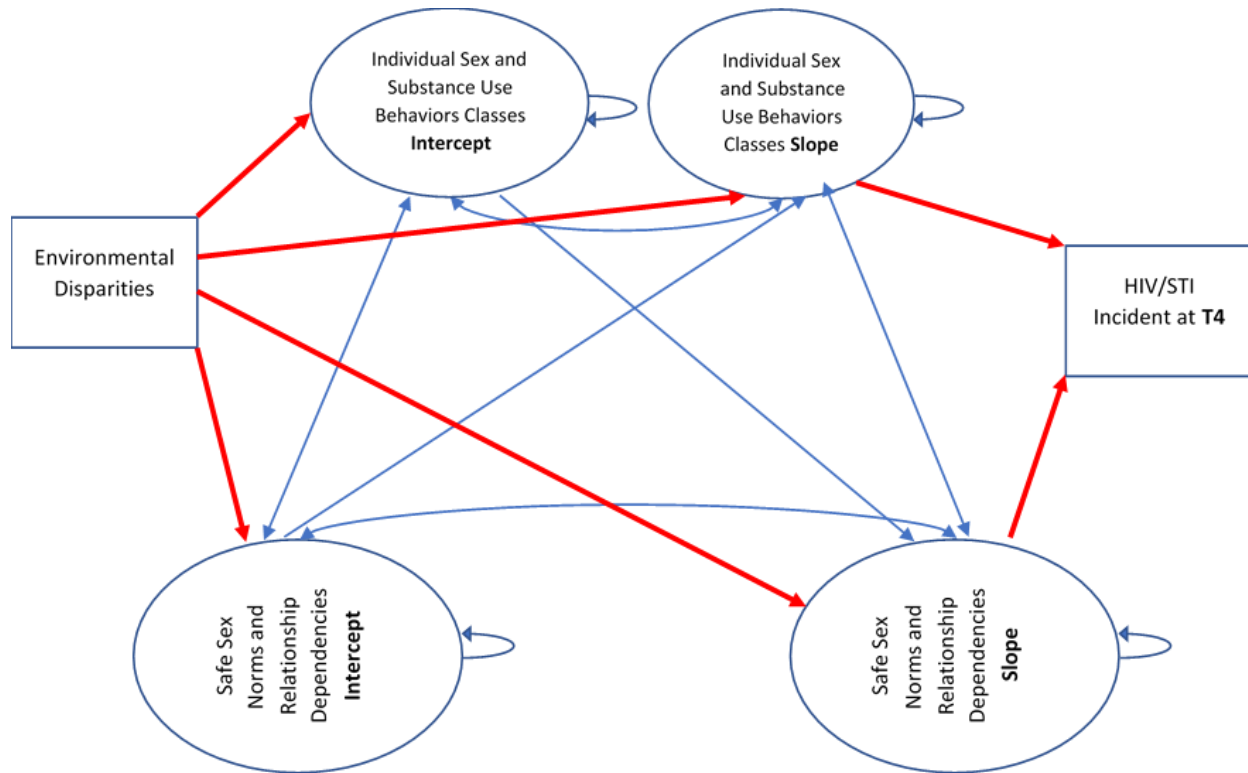 Individual Sex and
Substance Use
Behaviors Classes
Intercept
Individual Sex
and Substance
Use Behaviors
Classes Slope
Environmental
Disparities
HIV/STI
Incident at T4
Safe Sex
Norms and
Relationship
Dependencies
Intercept
Safe Sex
Norms and
Relationship
Dependencies
Slope